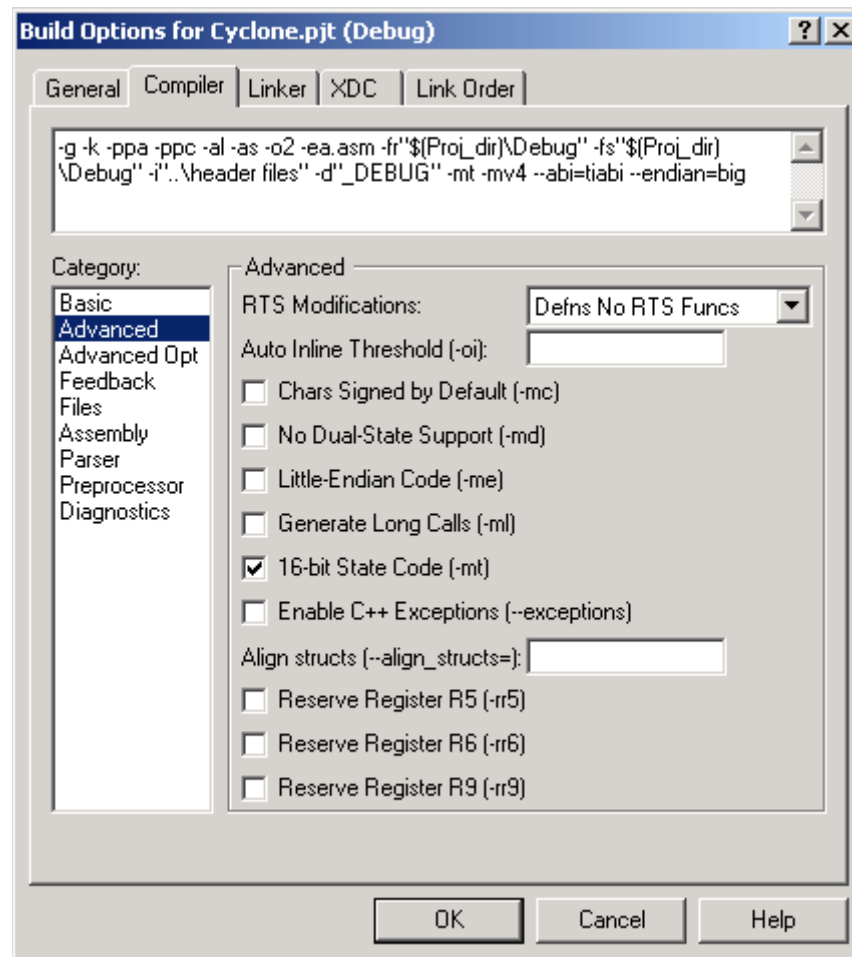 Build Options for Cyclone.pjt (Debug)
General Compiler Linker XDC Link Order
-g -k -ppa -ppc -al -as -o2 -ea.asm -fr"$(Proj_dir)\Debug" -fs"$(Proj_dir)
\Debug" -i"..\header files" -d"_DEBUG" -mt -mv4 --abi=tiabi --endian=big
Category:
Basic
Advanced
Advanced Opt
Feedback
Files
Assembly
Parser
Preprocessor
Diagnostics
Advanced
RTS Modifications: Defns No RTS Funcs
Auto Inline Threshold (-oi):
Chars Signed by Default (-mc)
No Dual-State Support (-md)
Little-Endian Code (-me)
Generate Long Calls (-ml)
16-bit State Code (-mt)
Enable C++ Exceptions (--exceptions)
Align structs (--align_structs=):
Reserve Register R5 (-rr5)
Reserve Register R6 (-rr6)
Reserve Register R9 (-rr9)
OK Cancel Help